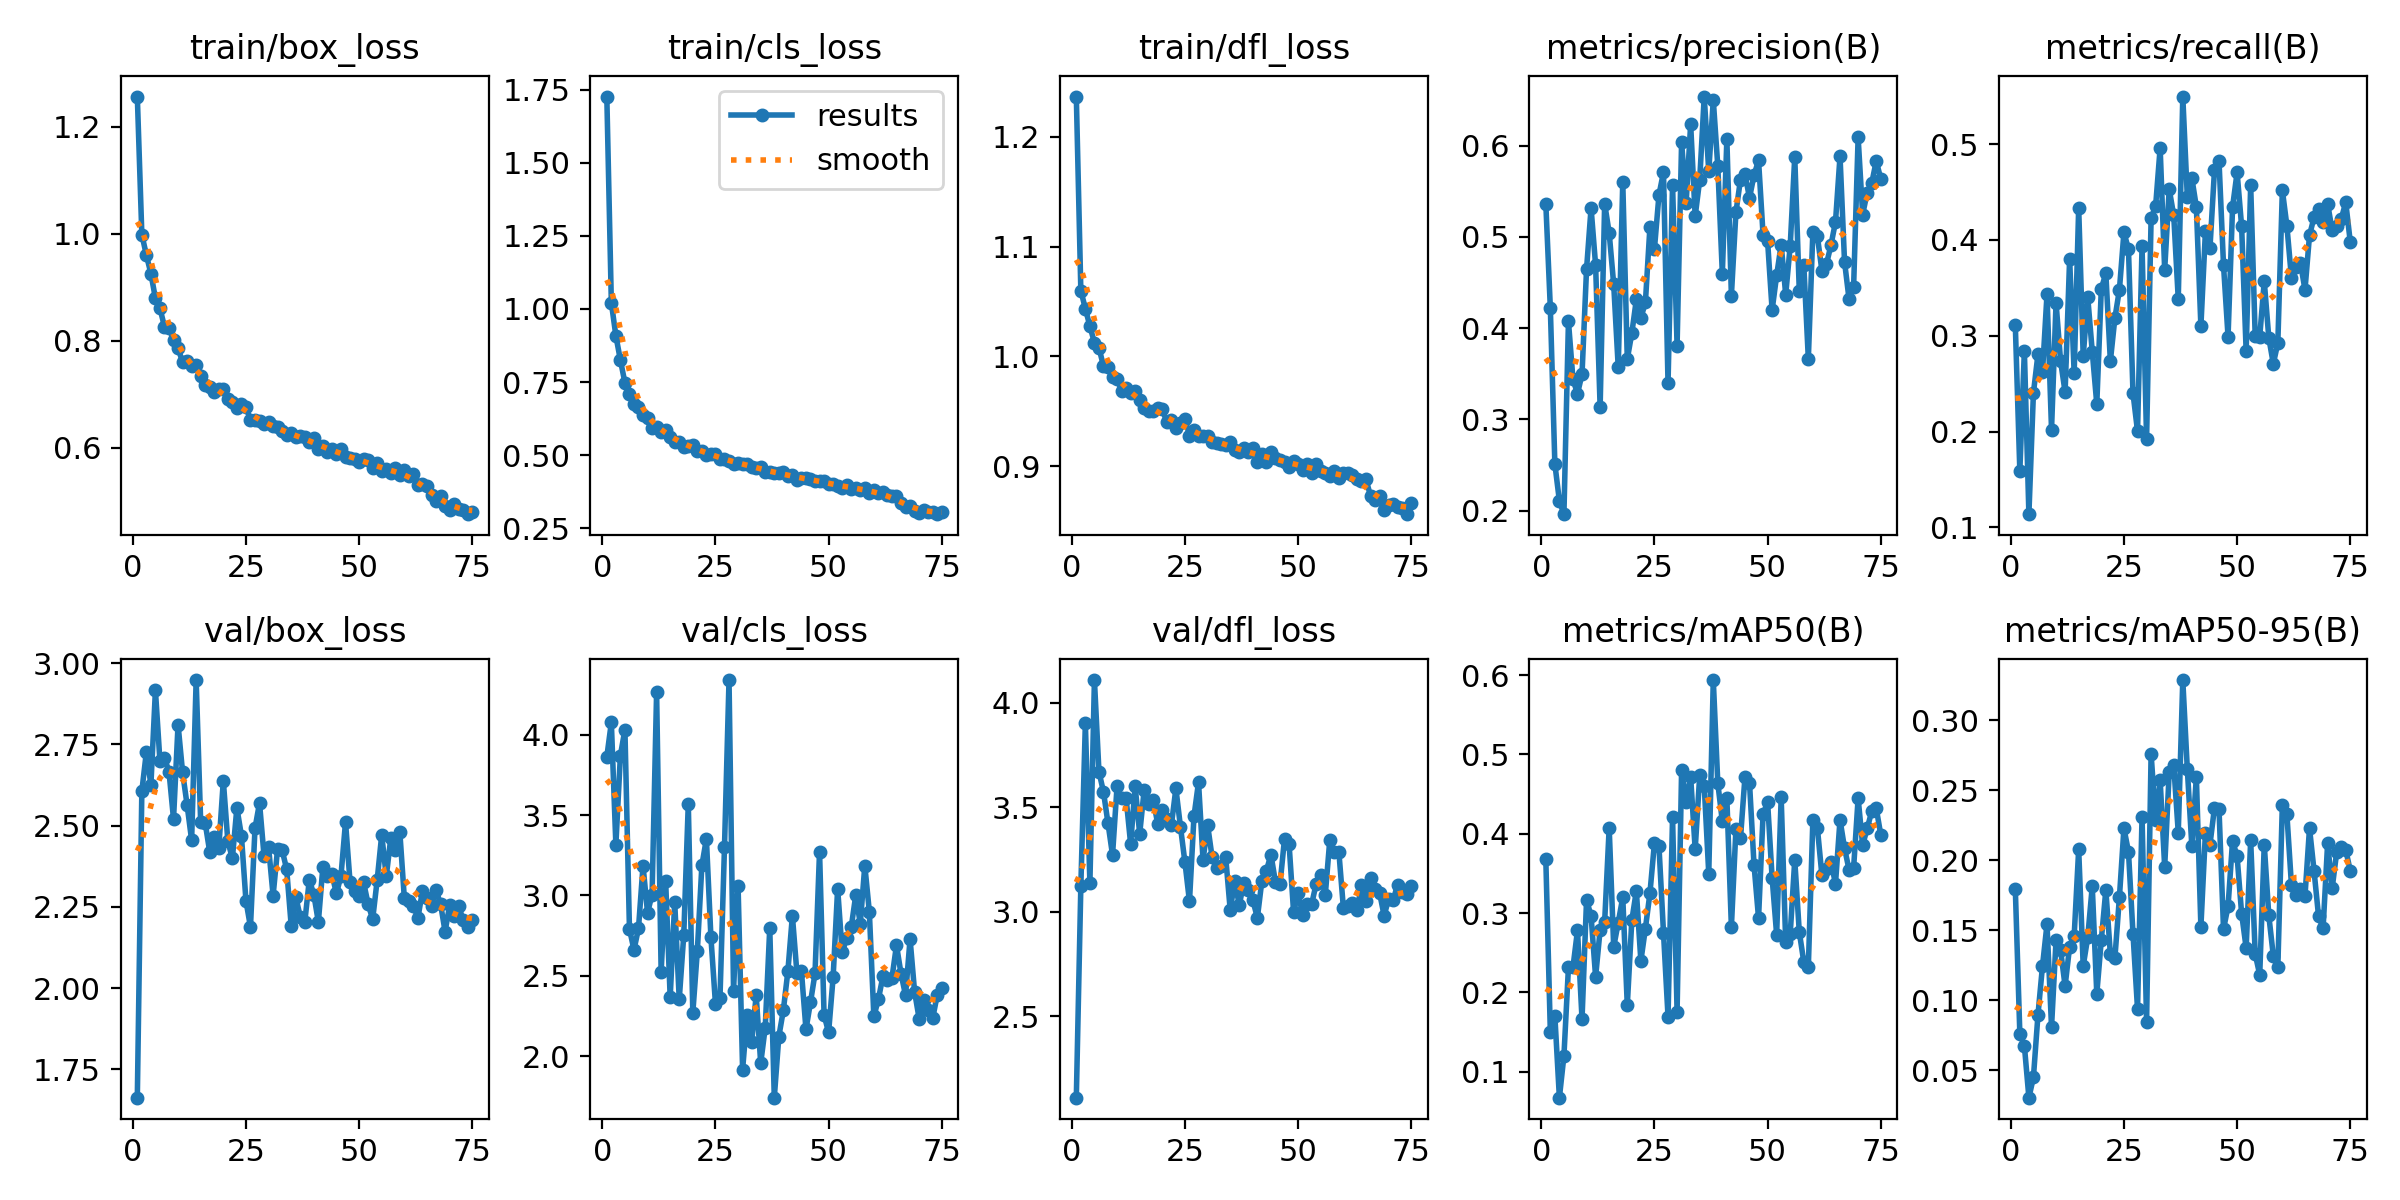 train/box_loss
train/cls_loss
train/dfl_loss
metrics/precision(B)
metrics/recall(B)
1.2
1.0
0.8
0.6
0 25 50 75
1.75
1.50
1.25
1.00
0.75
0.50
0.25
0 25 50 75
results
smooth
1.2
1.1
1.0
0.9
0 25 50 75
0.6
0.5
0.4
0.3
0.2
0 25 50 75
0.5
0.4
0.3
0.2
0.1
0 25 50 75
val/box_loss
val/cls_loss
val/dfl_loss
metrics/mAP50(B)
metrics/mAP50-95(B)
3.00
2.75
2.50
2.25
2.00
1.75
0 25 50 75
4.0
3.5
3.0
2.5
2.0
0 25 50 75
4.0
3.5
3.0
2.5
0 25 50 75
0.6
0.5
0.4
0.3
0.2
0.1
0 25 50 75
0.30
0.25
0.20
0.15
0.10
0.05
0 25 50 75